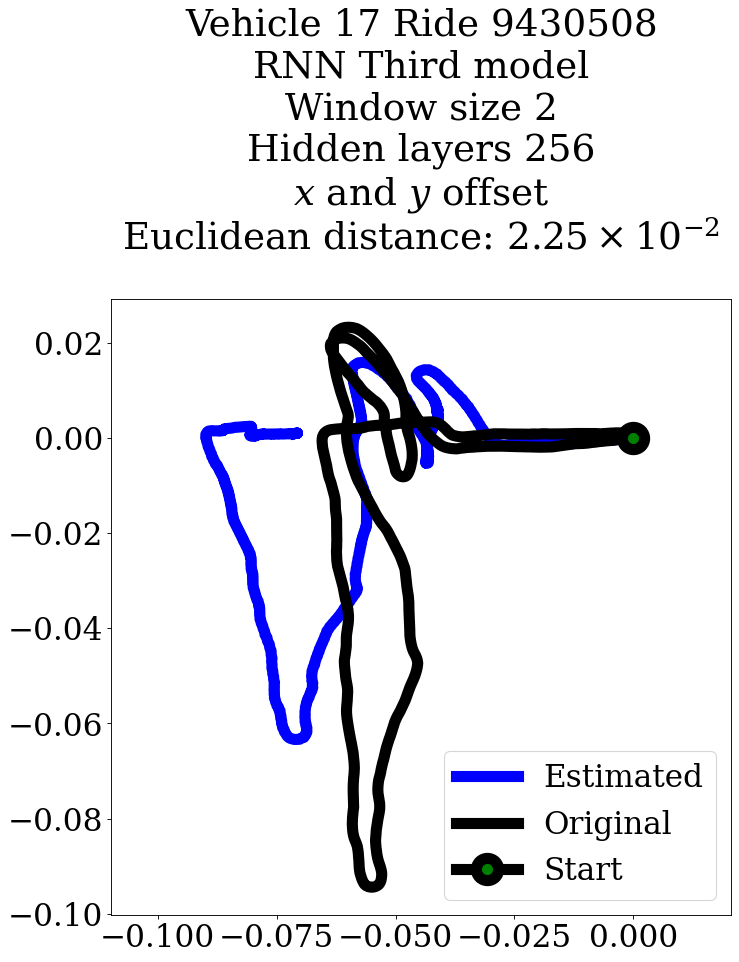 Vehicle 17 Ride 9430508
RNN Third model
Window size 2
Hidden layers 256
x and y offset
Euclidean distance: 2.25 × 10⁻²
0.02
0.00
−0.02
−0.04
−0.06
−0.08
−0.10
−0.100 −0.075 −0.050 −0.025 0.000
Estimated
Original
Start